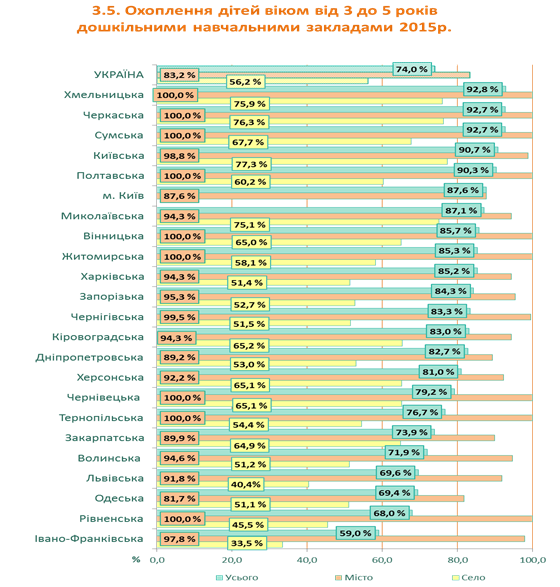 3.5. Охоплення дітей віком від 3 до 5 років
дошкільними навчальними закладами 2015р.
УКРАЇНА 83,2 % 56,2 % 74,0 %
Хмельницька 100,0 % 75,9 % 92,8 %
Черкаська 100,0 % 76,3 % 92,7 %
Сумська 100,0 % 67,7 % 92,7 %
Київська 98,8 % 77,3 % 90,7 %
Полтавська 100,0 % 60,2 % 90,3 %
м. Київ 87,6 % 87,6 %
Миколаївська 94,3 % 75,1 % 87,1 %
Вінницька 100,0 % 65,0 % 85,7 %
Житомирська 100,0 % 58,1 % 85,3 %
Харківська 94,3 % 51,4 % 85,2 %
Запорізька 95,3 % 52,7 % 84,3 %
Чернігівська 99,5 % 51,5 % 83,3 %
Кіровоградська 94,3 % 65,2 % 83,0 %
Дніпропетровська 89,2 % 53,0 % 82,7 %
Херсонська 92,2 % 65,1 % 81,0 %
Чернівецька 100,0 % 65,1 % 79,2 %
Тернопільська 100,0 % 54,4 % 76,7 %
Закарпатська 89,9 % 64,9 % 73,9 %
Волинська 94,6 % 51,2 % 71,9 %
Львівська 91,8 % 40,4% 69,6 %
Одеська 81,7 % 51,1 % 69,4 %
Рівненська 100,0 % 45,5 % 68,0 %
Івано-Франківська 97,8 % 33,5 % 59,0 %
% 0,0 20,0 40,0 60,0 80,0 100,0
Усього Місто Село